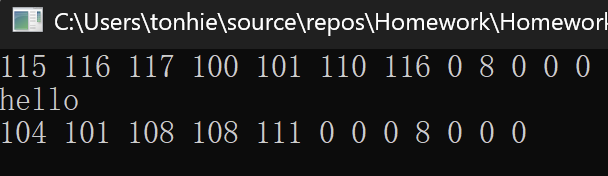 C:\Users\tonhie\source\repos\Homework\Homework
115 116 117 100 101 110 116 0 8 0 0 0
hello
104 101 108 108 111 0 0 0 8 0 0 0